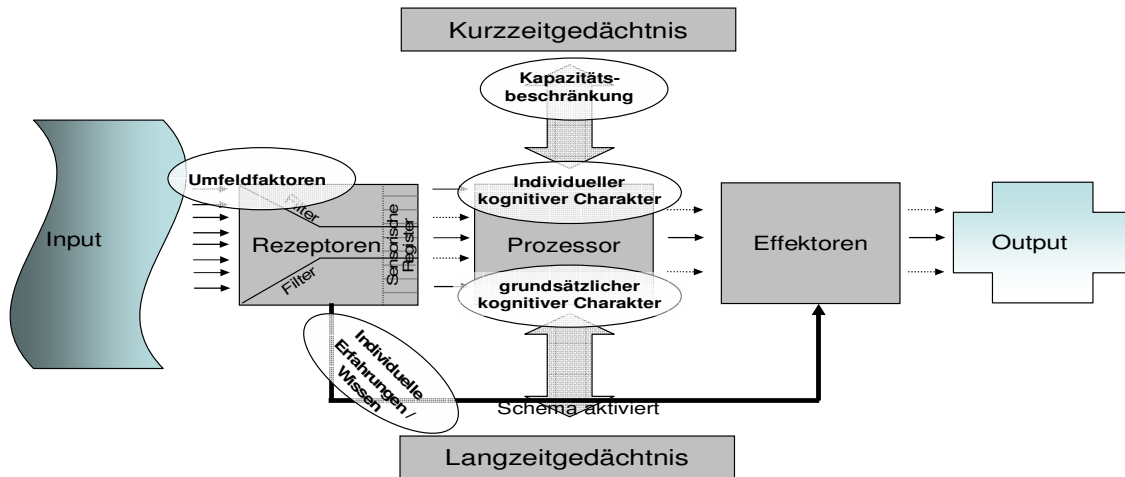 Kurzzeitgedächtnis
Kapazitäts-
beschränkung
Umfeldfaktoren
Individueller
kognitiver Charakter
Input
Filter
Rezeptoren
Filter
Sensorische
Register
Prozessor
Effektoren
Output
grundsätzlicher
kognitiver Charakter
Individuelle
Erfahrungen /
Wissen
Schema aktiviert
Langzeitgedächtnis